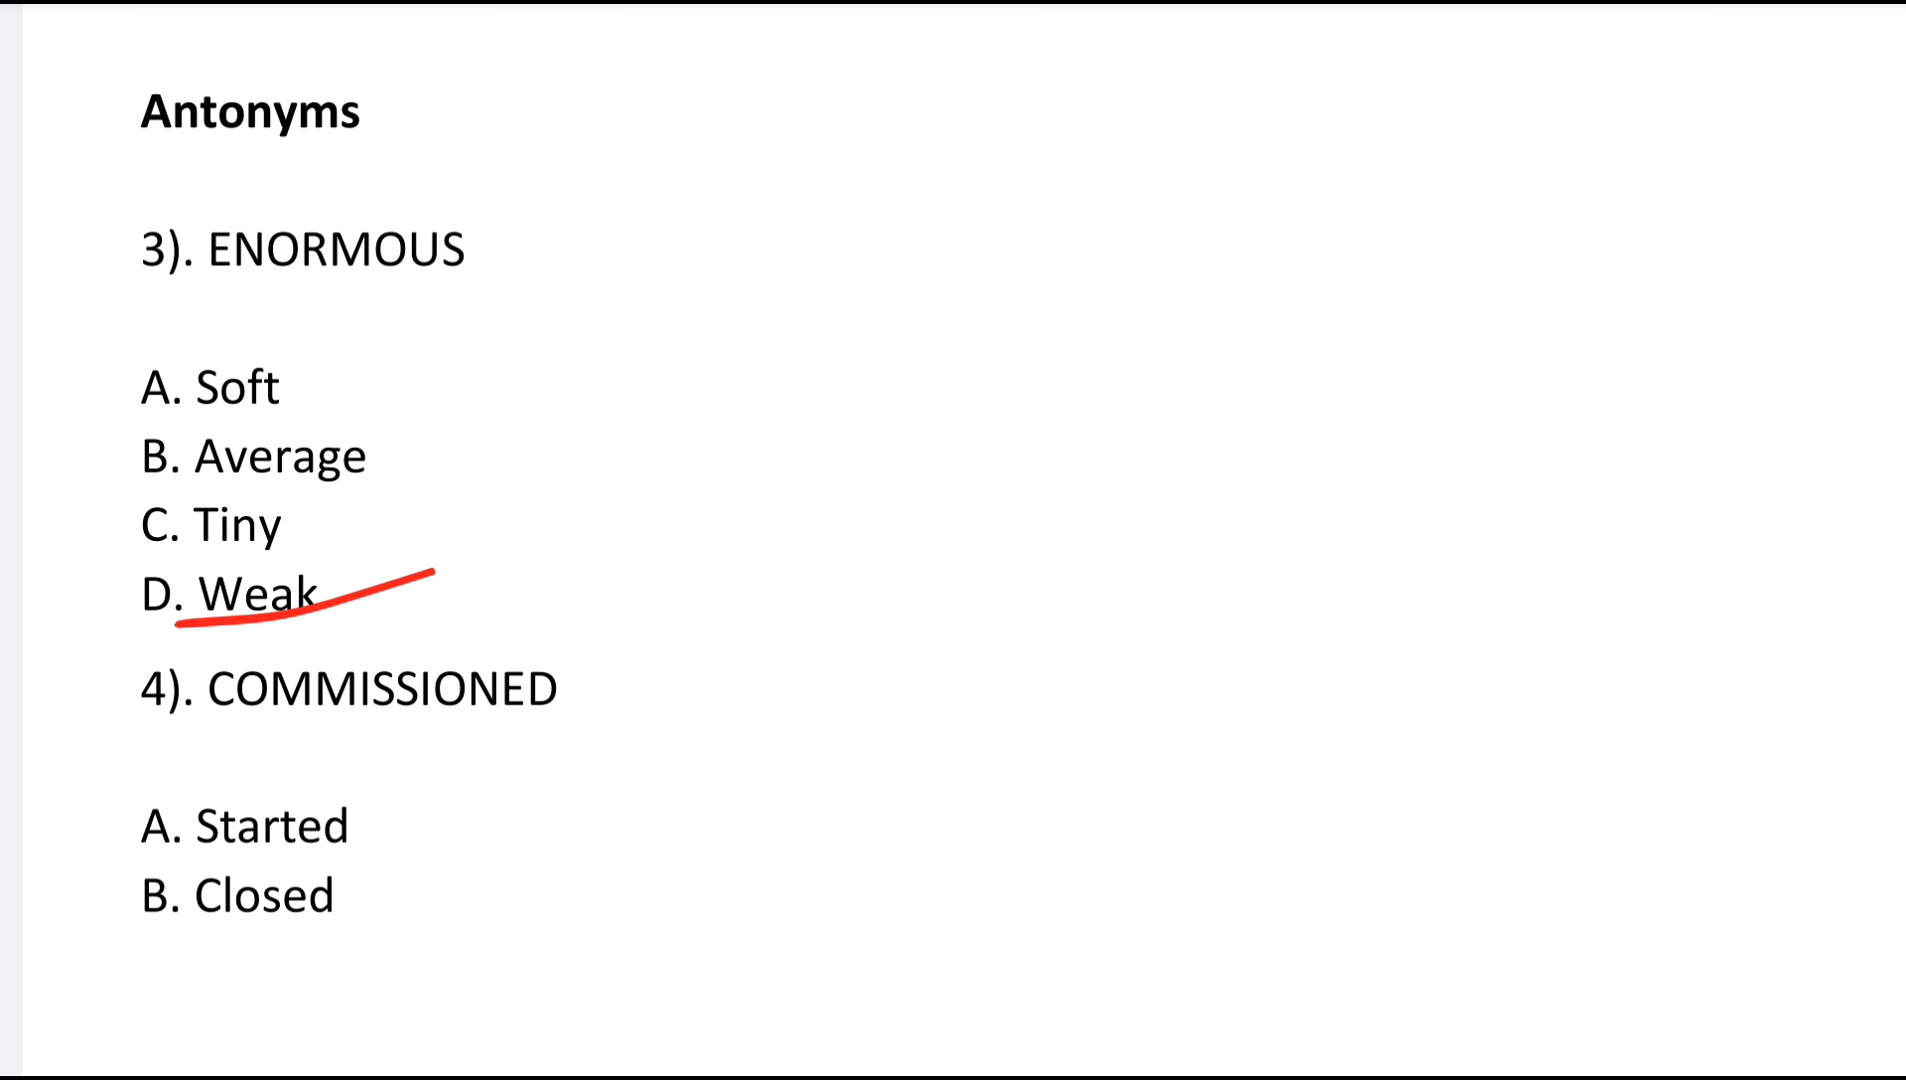 Antonyms
3). ENORMOUS
A. Soft
B. Average
C. Tiny
D. Weak
4). COMMISSIONED
A. Started
B. Closed